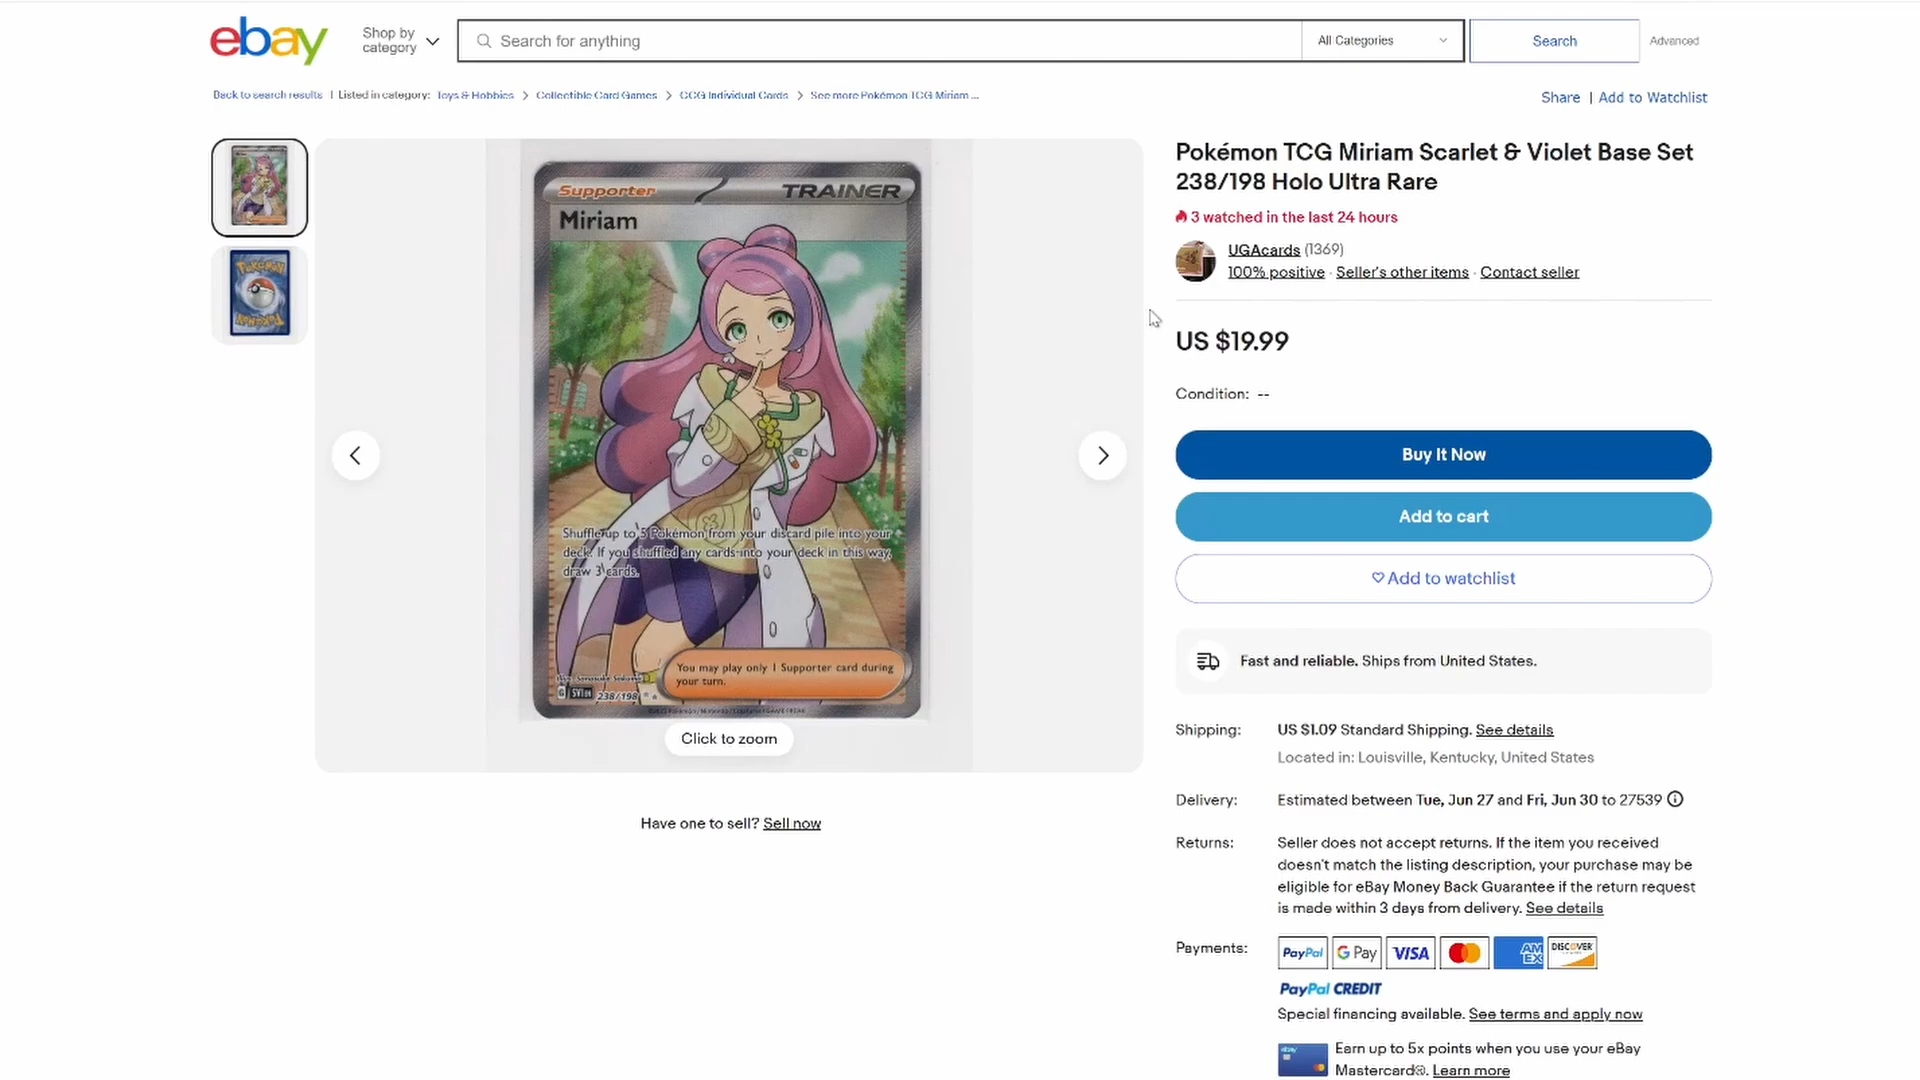 ebay
Shop by
category
Search for anything
All Categories
Search
Advanced
Back to search results | Listed in category: Toys & Hobbies > Collectible Card Games > CCG Individual Cards > See more Pokémon TCG Miriam ...
Share | Add to Watchlist
Supporter
TRAINER
Miriam
Shuffle up to 5 Pokémon from your discard pile into your
deck. If you shuffled any cards into your deck in this way,
draw 3 cards.
You may play only 1 Supporter card during
your turn.
G
238/198
Click to zoom
Have one to sell? Sell now
Pokémon TCG Miriam Scarlet & Violet Base Set
238/198 Holo Ultra Rare
3 watched in the last 24 hours
UGAcards (1369)
100% positive · Seller's other items · Contact seller
US $19.99
Condition: --
Buy It Now
Add to cart
Add to watchlist
Fast and reliable. Ships from United States.
Shipping: US $1.09 Standard Shipping. See details
Located in: Louisville, Kentucky, United States
Delivery: Estimated between Tue, Jun 27 and Fri, Jun 30 to 27539
Returns: Seller does not accept returns. If the item you received
doesn't match the listing description, your purchase may be
eligible for eBay Money Back Guarantee if the return request
is made within 3 days from delivery. See details
Payments: PayPal G Pay VISA AM EX DISCOVER
PayPal CREDIT
Special financing available. See terms and apply now
ebay
Earn up to 5x points when you use your eBay
Mastercard®. Learn more